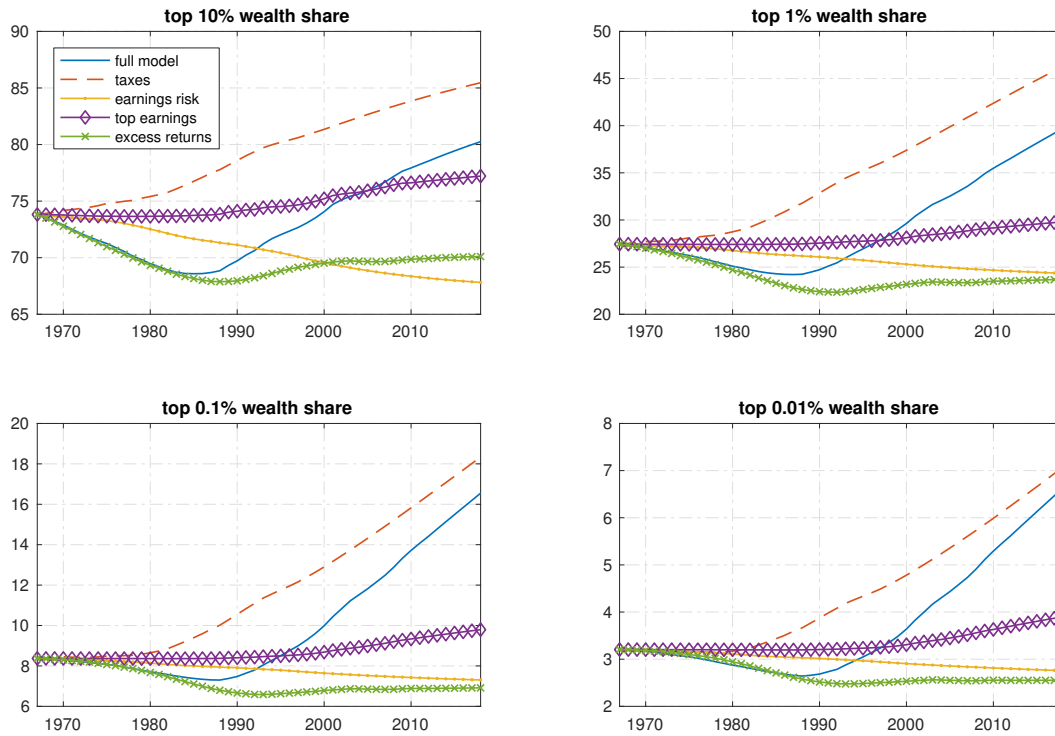 top 10% wealth share
90
85
80
75
70
65
1970 1980 1990 2000 2010
full model
taxes
earnings risk
top earnings
excess returns
top 1% wealth share
50
45
40
35
30
25
20
1970 1980 1990 2000 2010
top 0.1% wealth share
20
18
16
14
12
10
8
6
1970 1980 1990 2000 2010
top 0.01% wealth share
8
7
6
5
4
3
2
1970 1980 1990 2000 2010